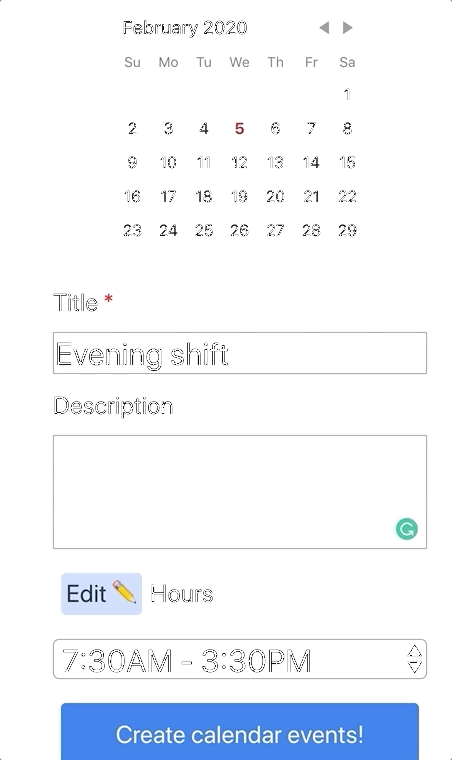 February 2020
Su Mo Tu We Th Fr Sa
1
2 3 4 5 6 7 8
9 10 11 12 13 14 15
16 17 18 19 20 21 22
23 24 25 26 27 28 29
Title *
Evening shift
Description
Edit ✏️ Hours
7:30AM - 3:30PM
Create calendar events!